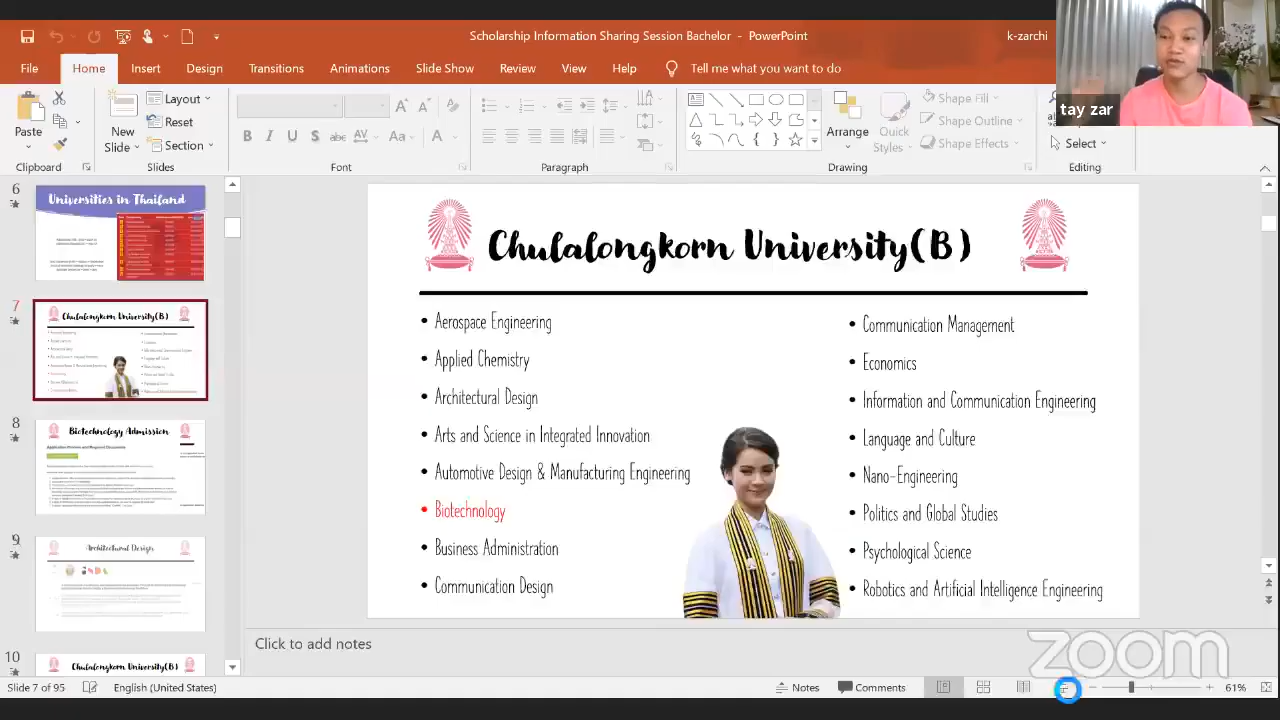 Scholarship Information Sharing Session Bachelor - PowerPoint
k-zarchi
File Home Insert Design Transitions Animations Slide Show Review View Help Tell me what you want to do
tay zar
Paste
Clipboard
New Slide
Layout
Reset
Section
Slides
B I U S abc AV Aa A
Font
Paragraph
Arrange
Quick Styles
Shape Fill
Shape Outline
Shape Effects
Drawing
Select
Editing
6
Universities in Thailand
7
Chulalongkorn University(B)
8
Biotechnology Admission
9
Architectural Design
10
Chulalongkorn University(B)
Chulalongkorn University(B)
• Aerospace Engineering
• Applied Chemistry
• Architectural Design
• Arts and Science in Integrated Innovation
• Automotive Design & Manufacturing Engineering
• Biotechnology
• Business Administration
• Communication Design
• Communication Management
• Economics
• Information and Communication Engineering
• Language and Culture
• Nano-Engineering
• Politics and Global Studies
• Psychological Science
• Robotics and Artificial Intelligence Engineering
Click to add notes
zoom
Slide 7 of 95 English (United States) Notes Comments 61%